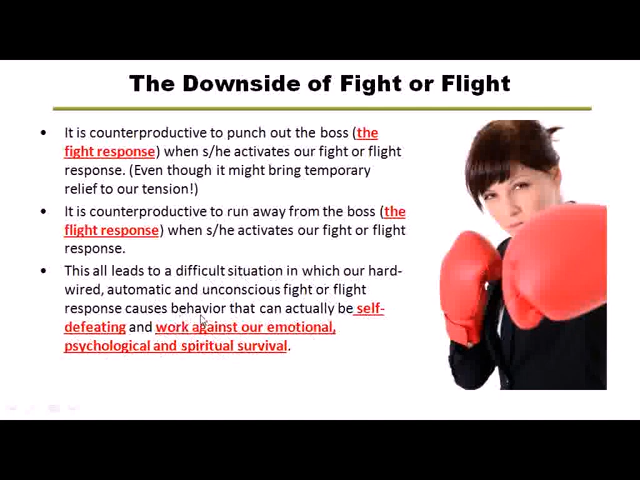 The Downside of Fight or Flight
• It is counterproductive to punch out the boss (the
fight response) when s/he activates our fight or flight
response. (Even though it might bring temporary
relief to our tension!)
• It is counterproductive to run away from the boss (the
flight response) when s/he activates our fight or flight
response.
• This all leads to a difficult situation in which our hard-
wired, automatic and unconscious fight or flight
response causes behavior that can actually be self-
defeating and work against our emotional,
psychological and spiritual survival.